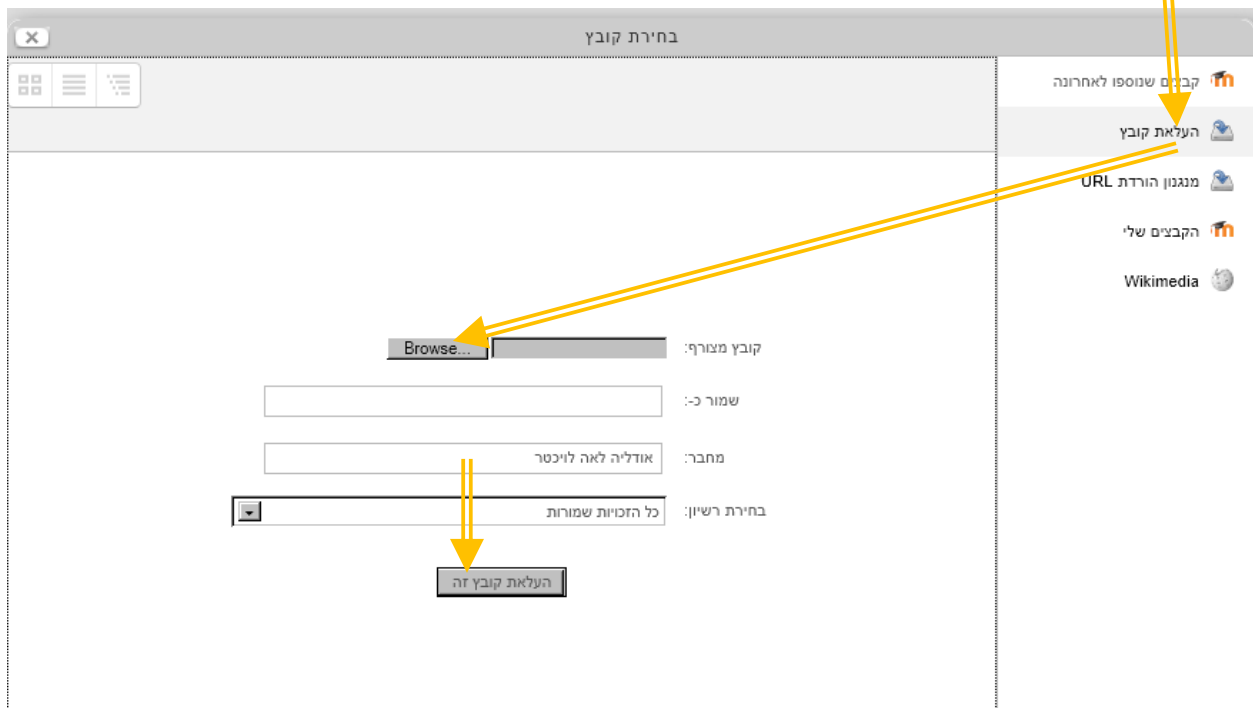 בחירת קובץ
קבצים שנוספו לאחרונה
העלאת קובץ
מנגנון הורדת URL
הקבצים שלי
Wikimedia
קובץ מצורף: Browse...
שמור כ-:
מחבר: אודליה לאה לויכטר
בחירת רשיון: כל הזכויות שמורות
העלאת קובץ זה